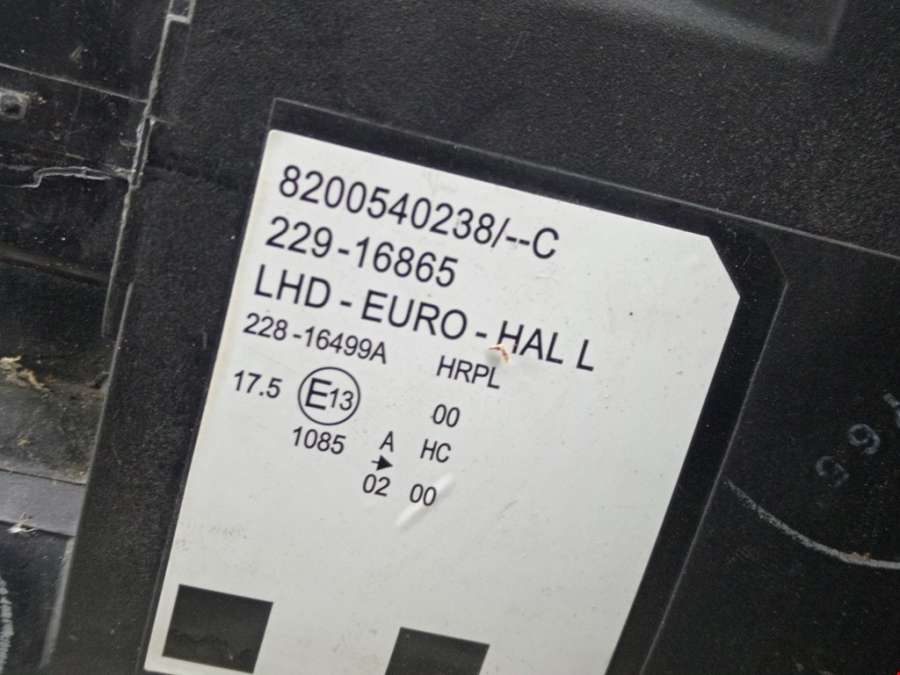 8200540238/--C
229-16865
LHD - EURO - HAL L
228 -16499A
HRPL
17.5 E13
00
1085
A HC
02 00